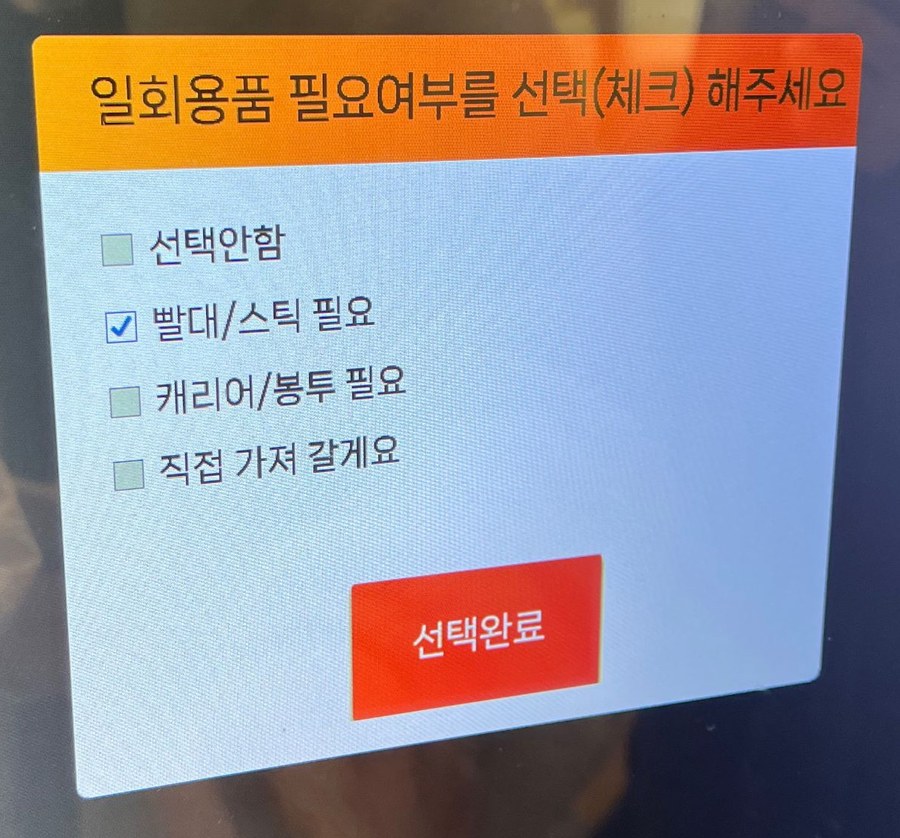 일회용품 필요여부를 선택(체크) 해주세요
선택안함
빨대/스틱 필요
캐리어/봉투 필요
직접 가져 갈게요
선택완료